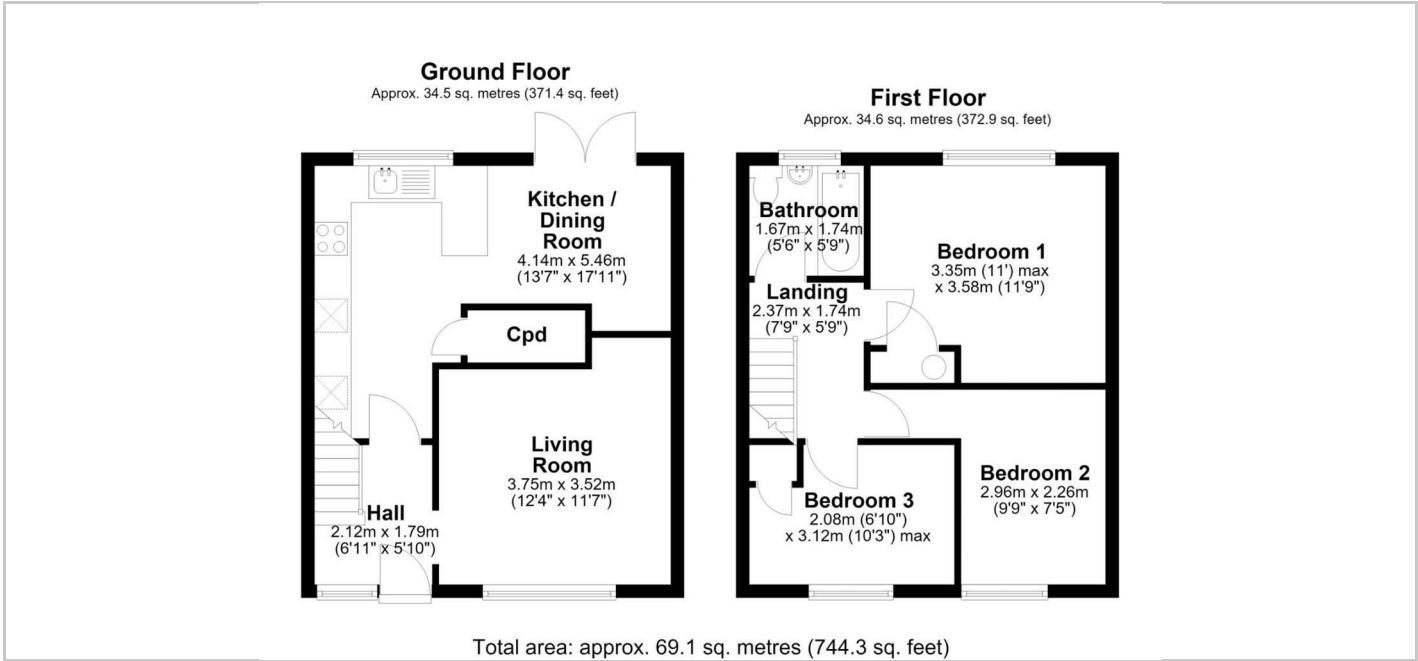 Ground Floor
Approx. 34.5 sq. metres (371.4 sq. feet)
Kitchen /
Dining
Room
4.14m x 5.46m
(13'7" x 17'11")
Cpd
Living
Room
3.75m x 3.52m
(12'4" x 11'7")
Hall
2.12m x 1.79m
(6'11" x 5'10")
First Floor
Approx. 34.6 sq. metres (372.9 sq. feet)
Bathroom
1.67m x 1.74m
(5'6" x 5'9")
Bedroom 1
3.35m (11') max
x 3.58m (11'9")
Landing
2.37m x 1.74m
(7'9" x 5'9")
Bedroom 2
2.96m x 2.26m
(9'9" x 7'5")
Bedroom 3
2.08m (6'10")
x 3.12m (10'3") max
Total area: approx. 69.1 sq. metres (744.3 sq. feet)